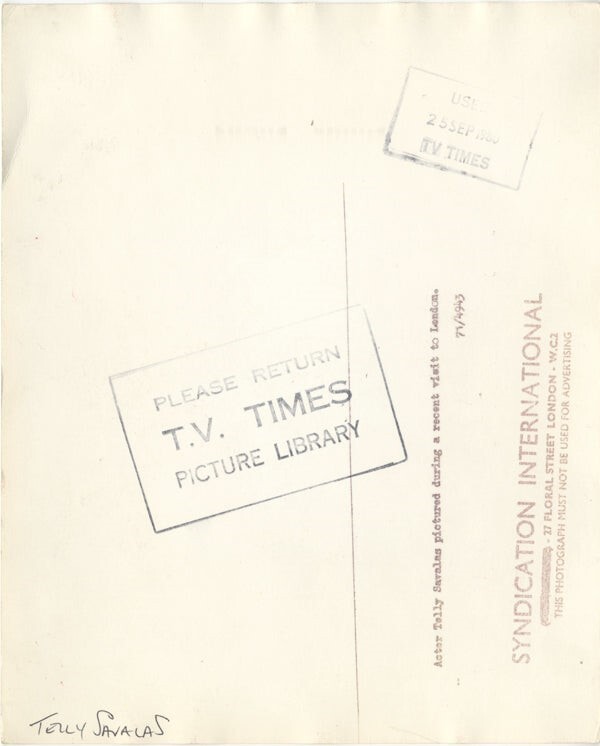 USED
25 SEP 1980
TV TIMES
PLEASE RETURN
T.V. TIMES
PICTURE LIBRARY
Actor Telly Savalas pictured during a recent visit to London.
71/4943
SYNDICATION INTERNATIONAL
- 27 FLORAL STREET LONDON - W.C.2
THIS PHOTOGRAPH MUST NOT BE USED FOR ADVERTISING
TELLY SAVALAS